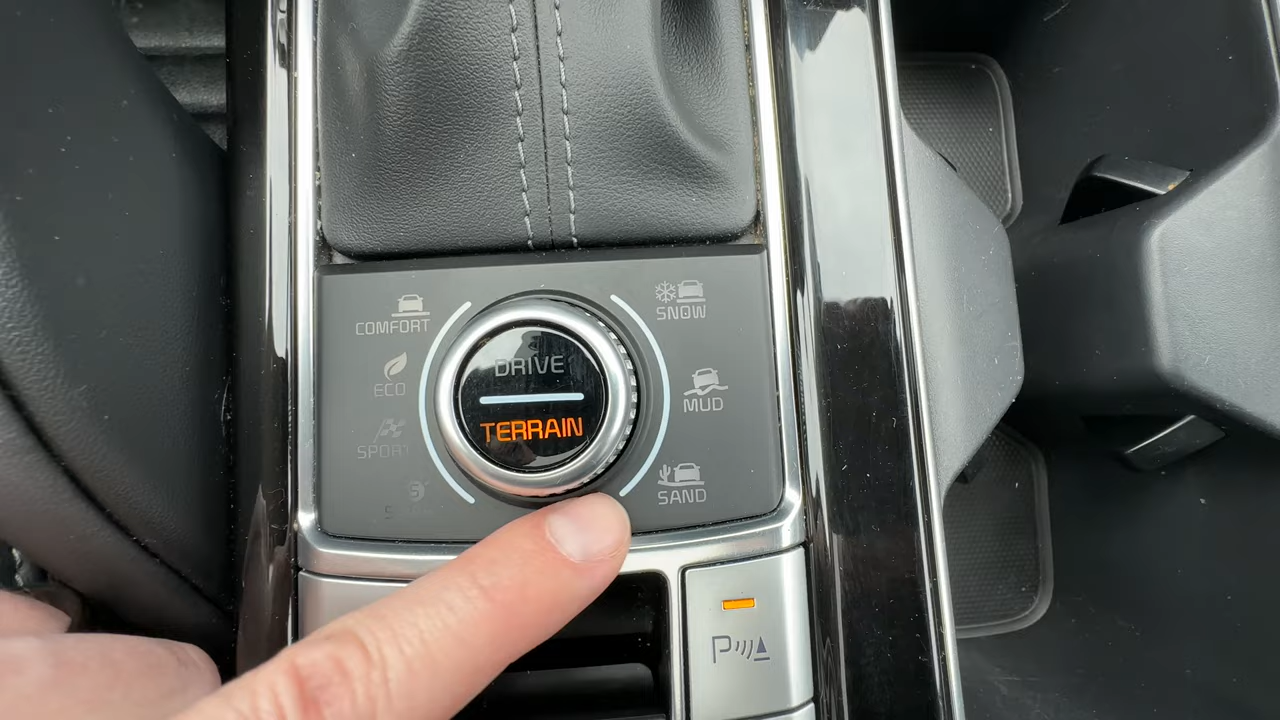 COMFORT
ECO
SPORT
DRIVE
TERRAIN
SNOW
MUD
SAND
P